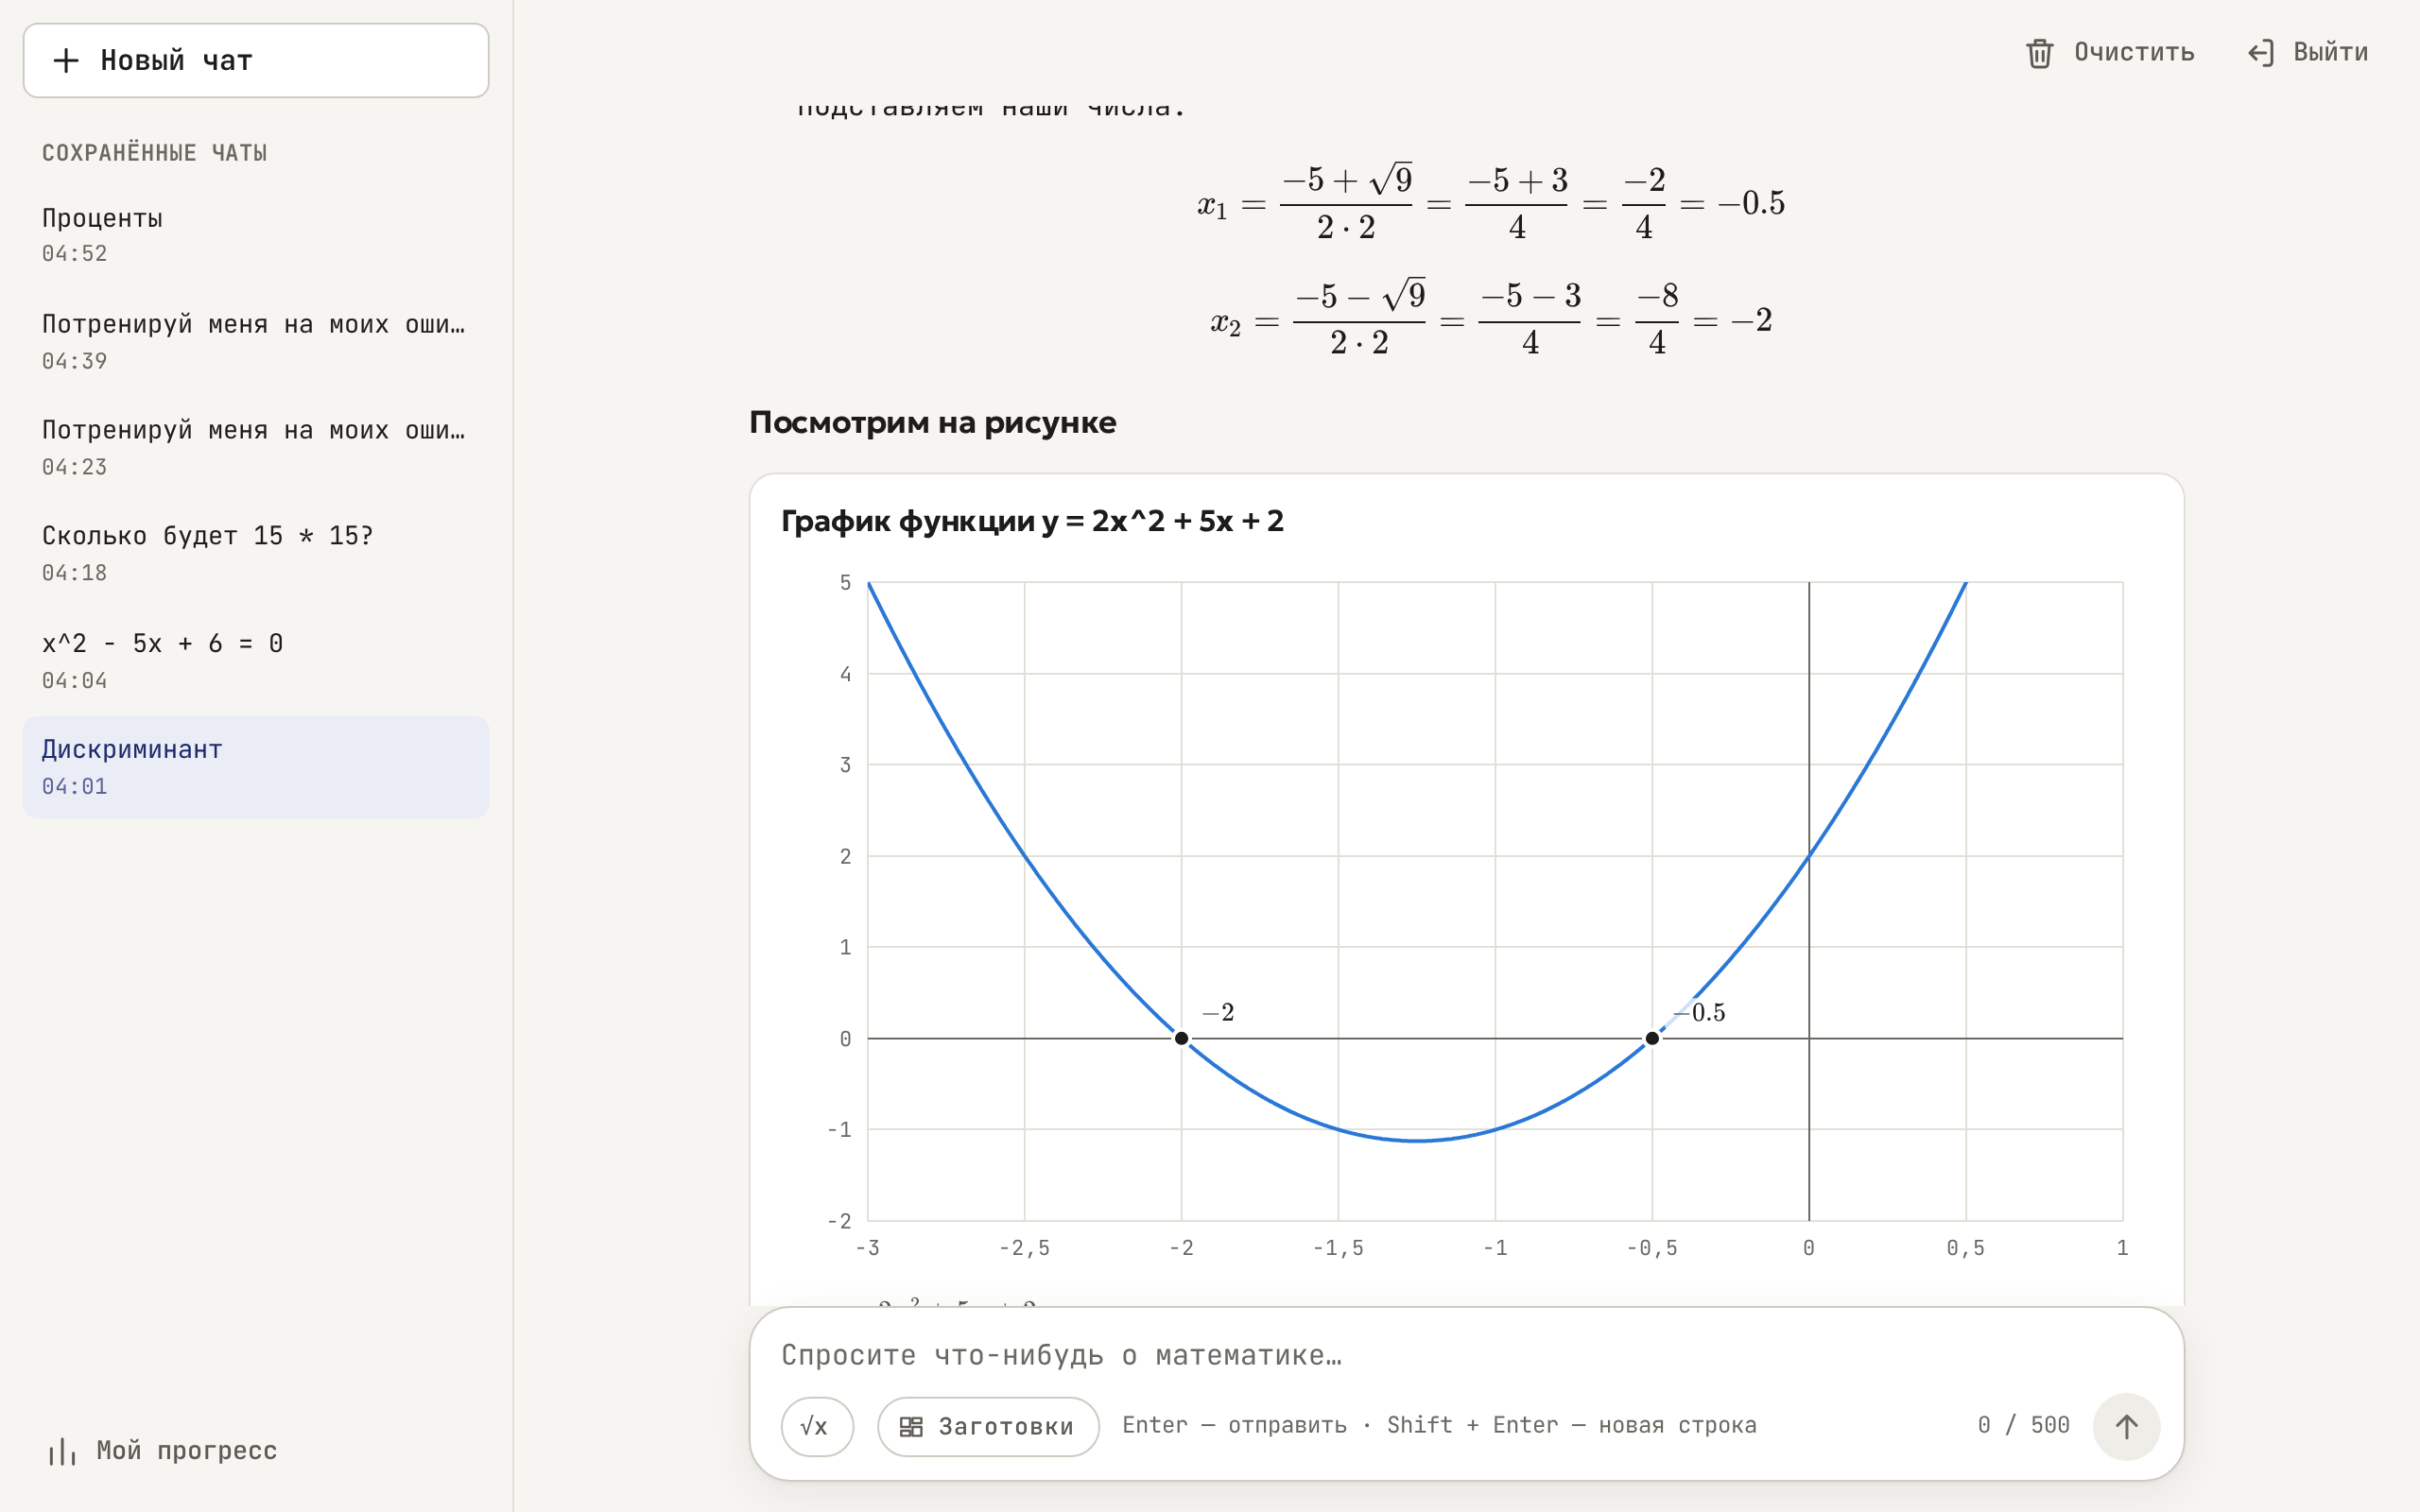 Новый чат
СОХРАНЁННЫЕ ЧАТЫ
Проценты
04:52
Потренируй меня на моих оши…
04:39
Потренируй меня на моих оши…
04:23
Сколько будет 15 * 15?
04:18
x^2 - 5x + 6 = 0
04:04
Дискриминант
04:01
Мой прогресс
Очистить
Выйти
подставляем наши числа:
x₁ = (−5 + √9)/(2 · 2) = (−5 + 3)/4 = −2/4 = −0.5
x₂ = (−5 − √9)/(2 · 2) = (−5 − 3)/4 = −8/4 = −2
Посмотрим на рисунке
График функции y = 2x^2 + 5x + 2
5
4
3
2
1
0
-1
-2
−2
−0.5
-3 -2,5 -2 -1,5 -1 -0,5 0 0,5 1
Спросите что-нибудь о математике…
√x
Заготовки
Enter — отправить · Shift + Enter — новая строка
0 / 500